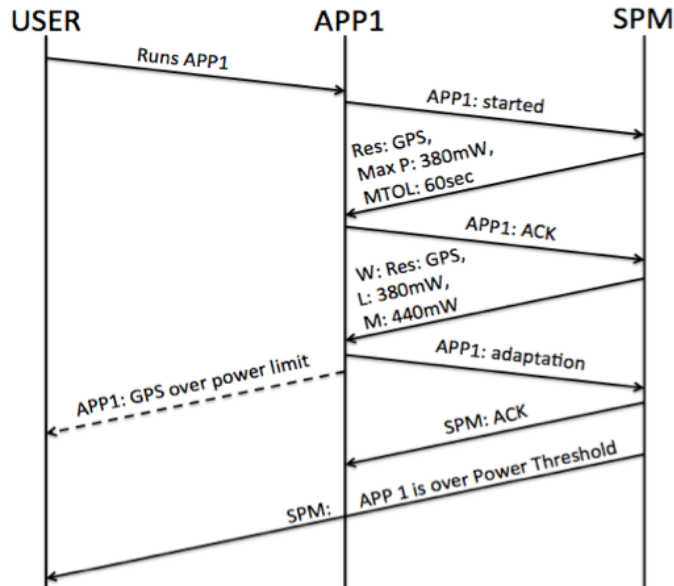 USER APP1 SPM
Runs APP1
APP1: started
Res: GPS,
Max P: 380mW,
MTOL: 60sec
APP1: ACK
W: Res: GPS,
L: 380mW,
M: 440mW
APP1: adaptation
APP1: GPS over power limit
SPM: ACK
SPM: APP 1 is over Power Threshold